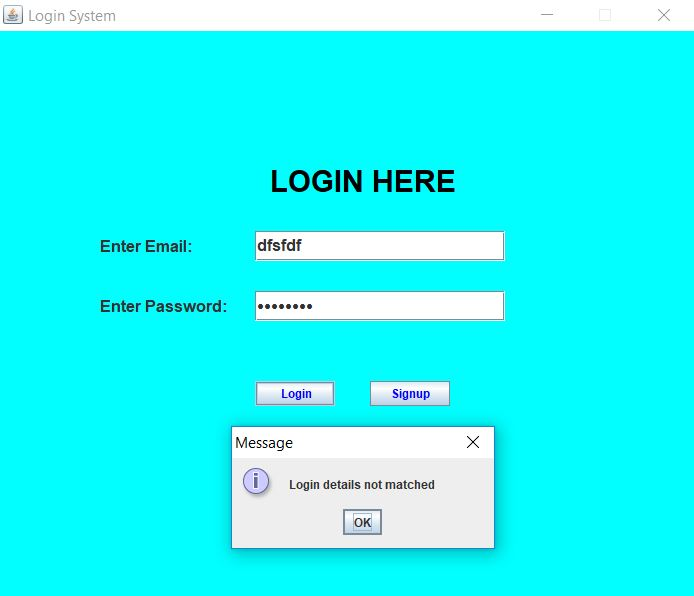 Login System
LOGIN HERE
Enter Email: dfsfdf
Enter Password: ••••••••
Login Signup
Message
Login details not matched
OK